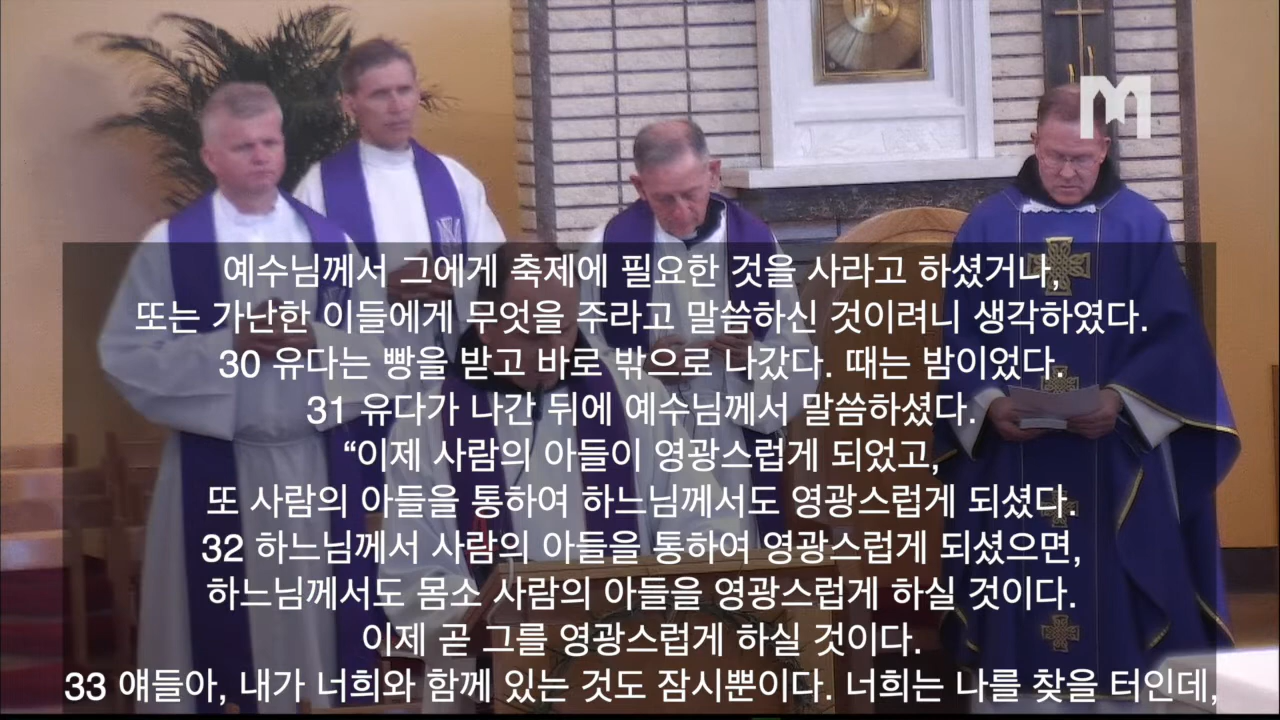 M
예수님께서 그에게 축제에 필요한 것을 사라고 하셨거나,
또는 가난한 이들에게 무엇을 주라고 말씀하신 것이려니 생각하였다.
30 유다는 빵을 받고 바로 밖으로 나갔다. 때는 밤이었다.
31 유다가 나간 뒤에 예수님께서 말씀하셨다.
“이제 사람의 아들이 영광스럽게 되었고,
또 사람의 아들을 통하여 하느님께서도 영광스럽게 되셨다.
32 하느님께서 사람의 아들을 통하여 영광스럽게 되셨으면,
하느님께서도 몸소 사람의 아들을 영광스럽게 하실 것이다.
이제 곧 그를 영광스럽게 하실 것이다.
33 얘들아, 내가 너희와 함께 있는 것도 잠시뿐이다. 너희는 나를 찾을 터인데,